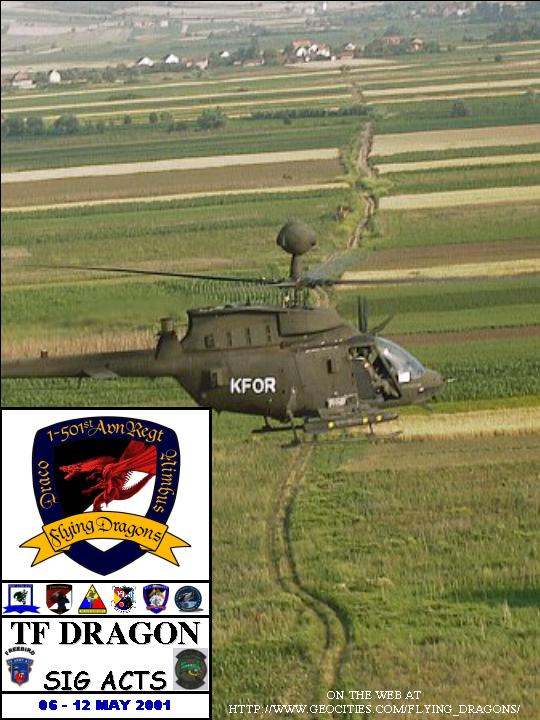 KFOR
1-501st AvnRegt
Draco
Nimbus
Flying Dragons
TF DRAGON
FREEBIRD
SIG ACTS
06 - 12 MAY 2001
ON THE WEB AT
HTTP://WWW.GEOCITIES.COM/FLYING_DRAGONS/